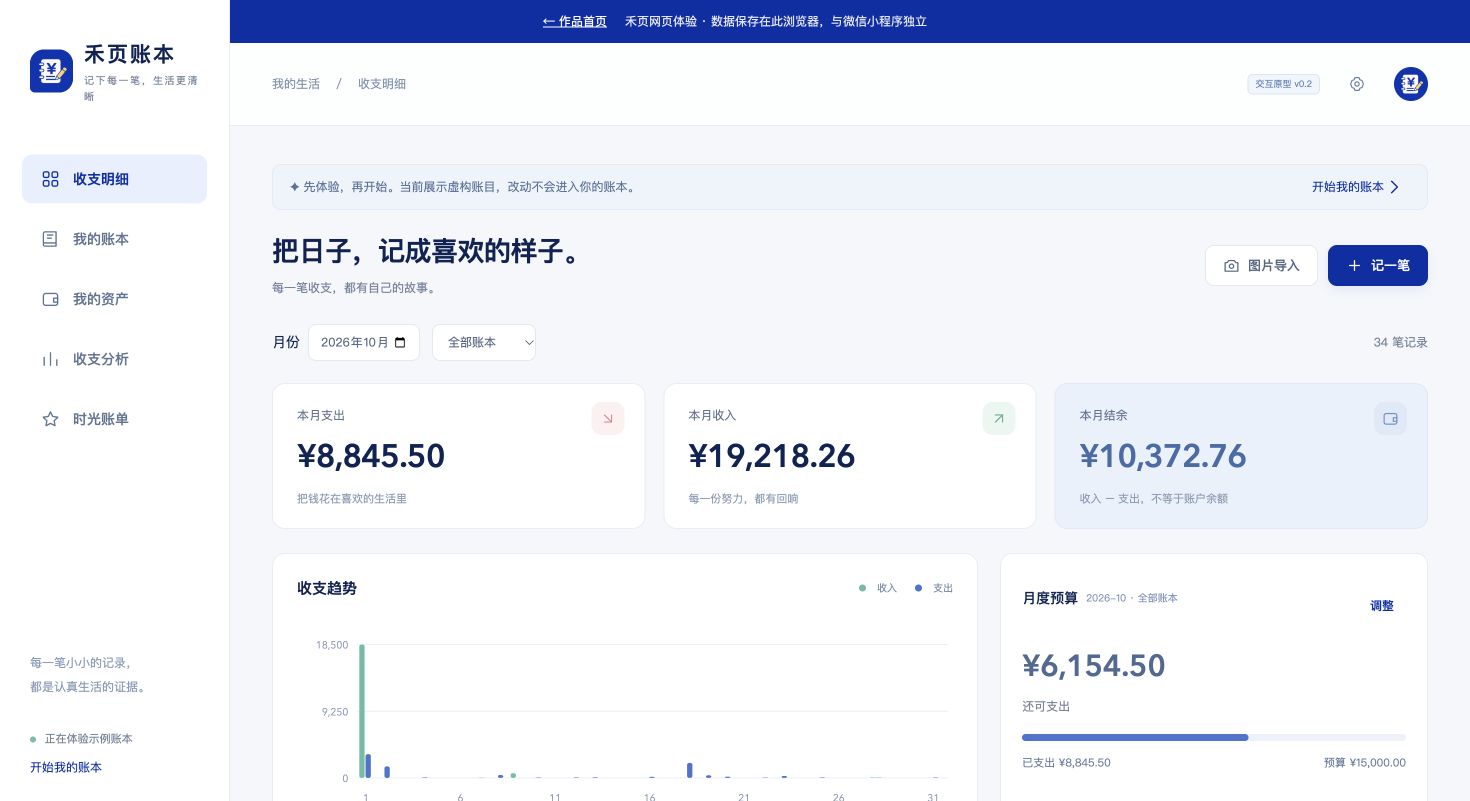 ← 作品首页 禾页网页体验 · 数据保存在此浏览器，与微信小程序独立
禾页账本
记下每一笔，生活更清
晰
我的生活 / 收支明细
交互原型 v0.2
收支明细
我的账本
我的资产
收支分析
时光账单
每一笔小小的记录，
都是认真生活的证据。
正在体验示例账本
开始我的账本
✦ 先体验，再开始。当前展示虚构账目，改动不会进入你的账本。
开始我的账本
把日子，记成喜欢的样子。
每一笔收支，都有自己的故事。
图片导入
记一笔
月份 2026年10月 全部账本
34 笔记录
本月支出
¥8,845.50
把钱花在喜欢的生活里
本月收入
¥19,218.26
每一份努力，都有回响
本月结余
¥10,372.76
收入 − 支出，不等于账户余额
收支趋势
收入 支出
18,500
9,250
0
1 6 11 16 21 26 31
月度预算 2026-10 · 全部账本
调整
¥6,154.50
还可支出
已支出 ¥8,845.50 预算 ¥15,000.00